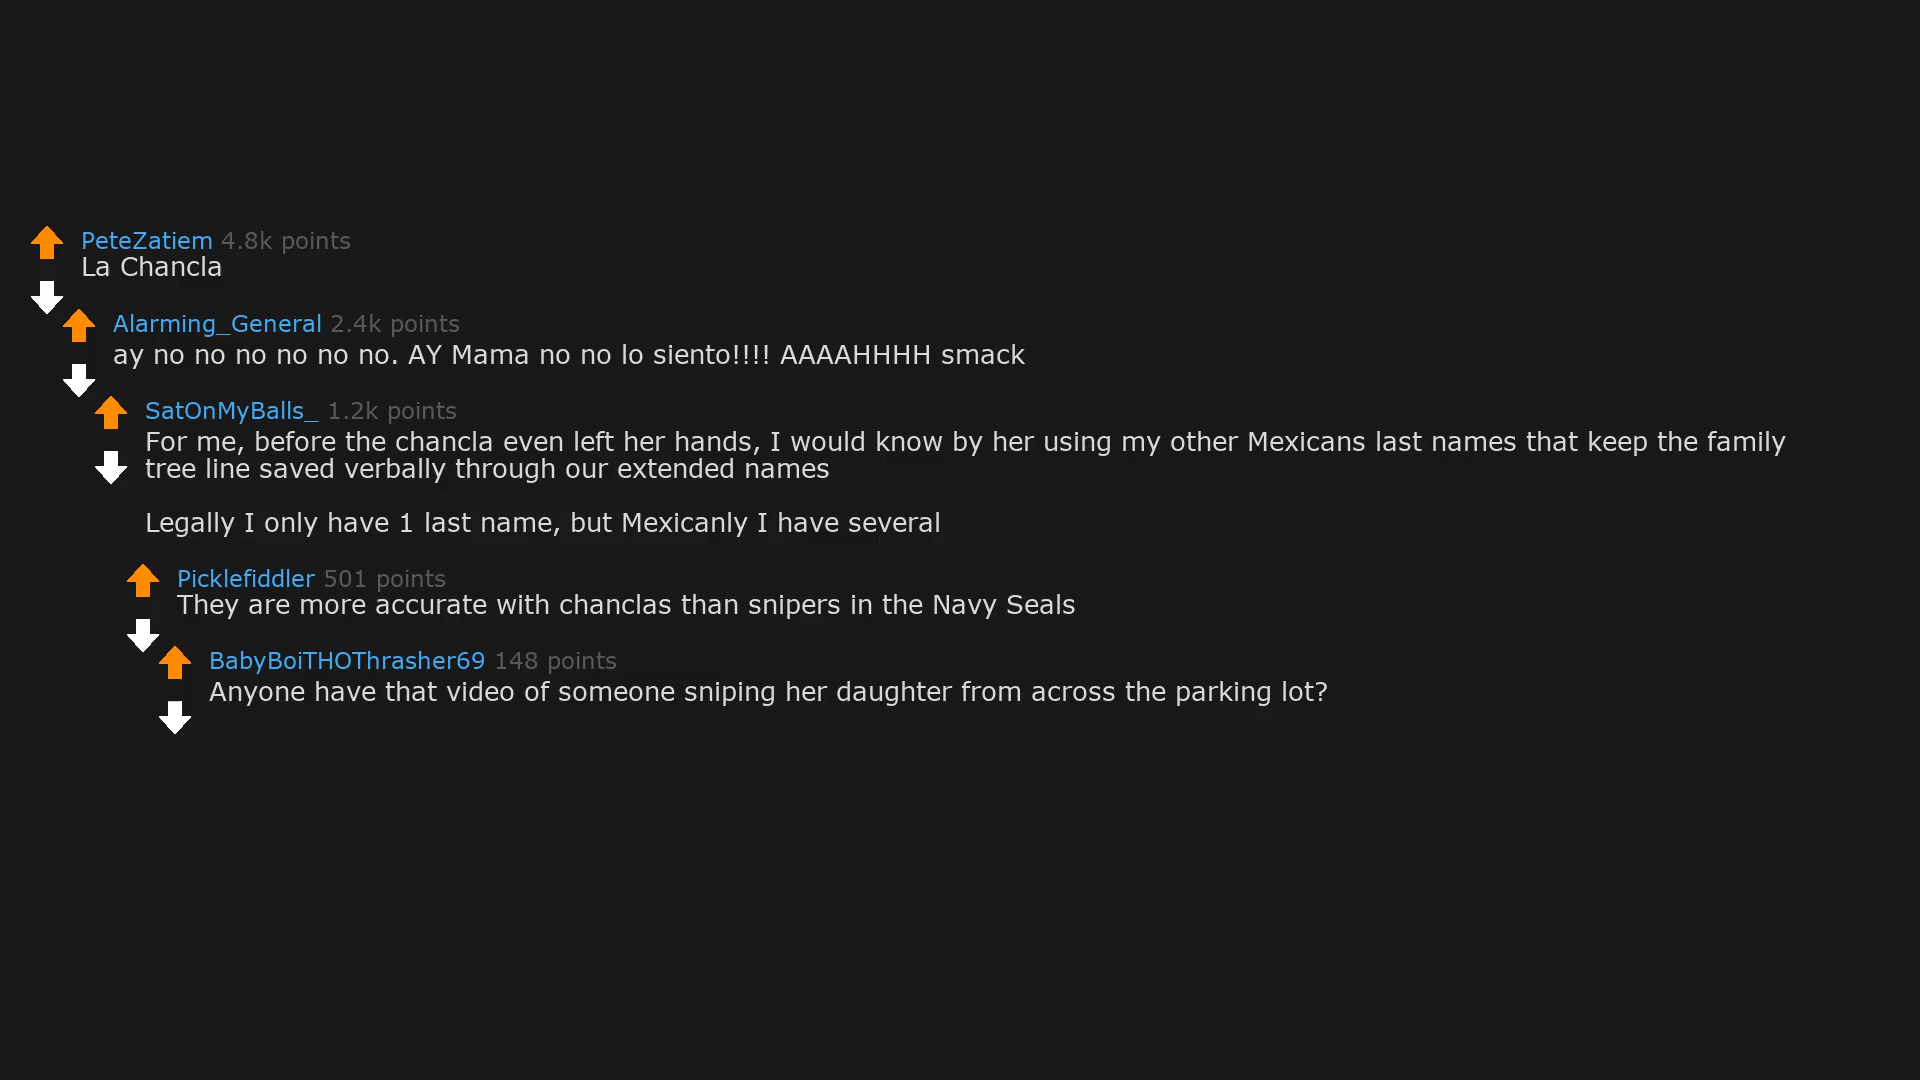 PeteZatiem 4.8k points
La Chancla
Alarming_General 2.4k points
ay no no no no no no. AY Mama no no lo siento!!!! AAAAHHHH smack
SatOnMyBalls_ 1.2k points
For me, before the chancla even left her hands, I would know by her using my other Mexicans last names that keep the family
tree line saved verbally through our extended names
Legally I only have 1 last name, but Mexicanly I have several
Picklefiddler 501 points
They are more accurate with chanclas than snipers in the Navy Seals
BabyBoiTHOThrasher69 148 points
Anyone have that video of someone sniping her daughter from across the parking lot?